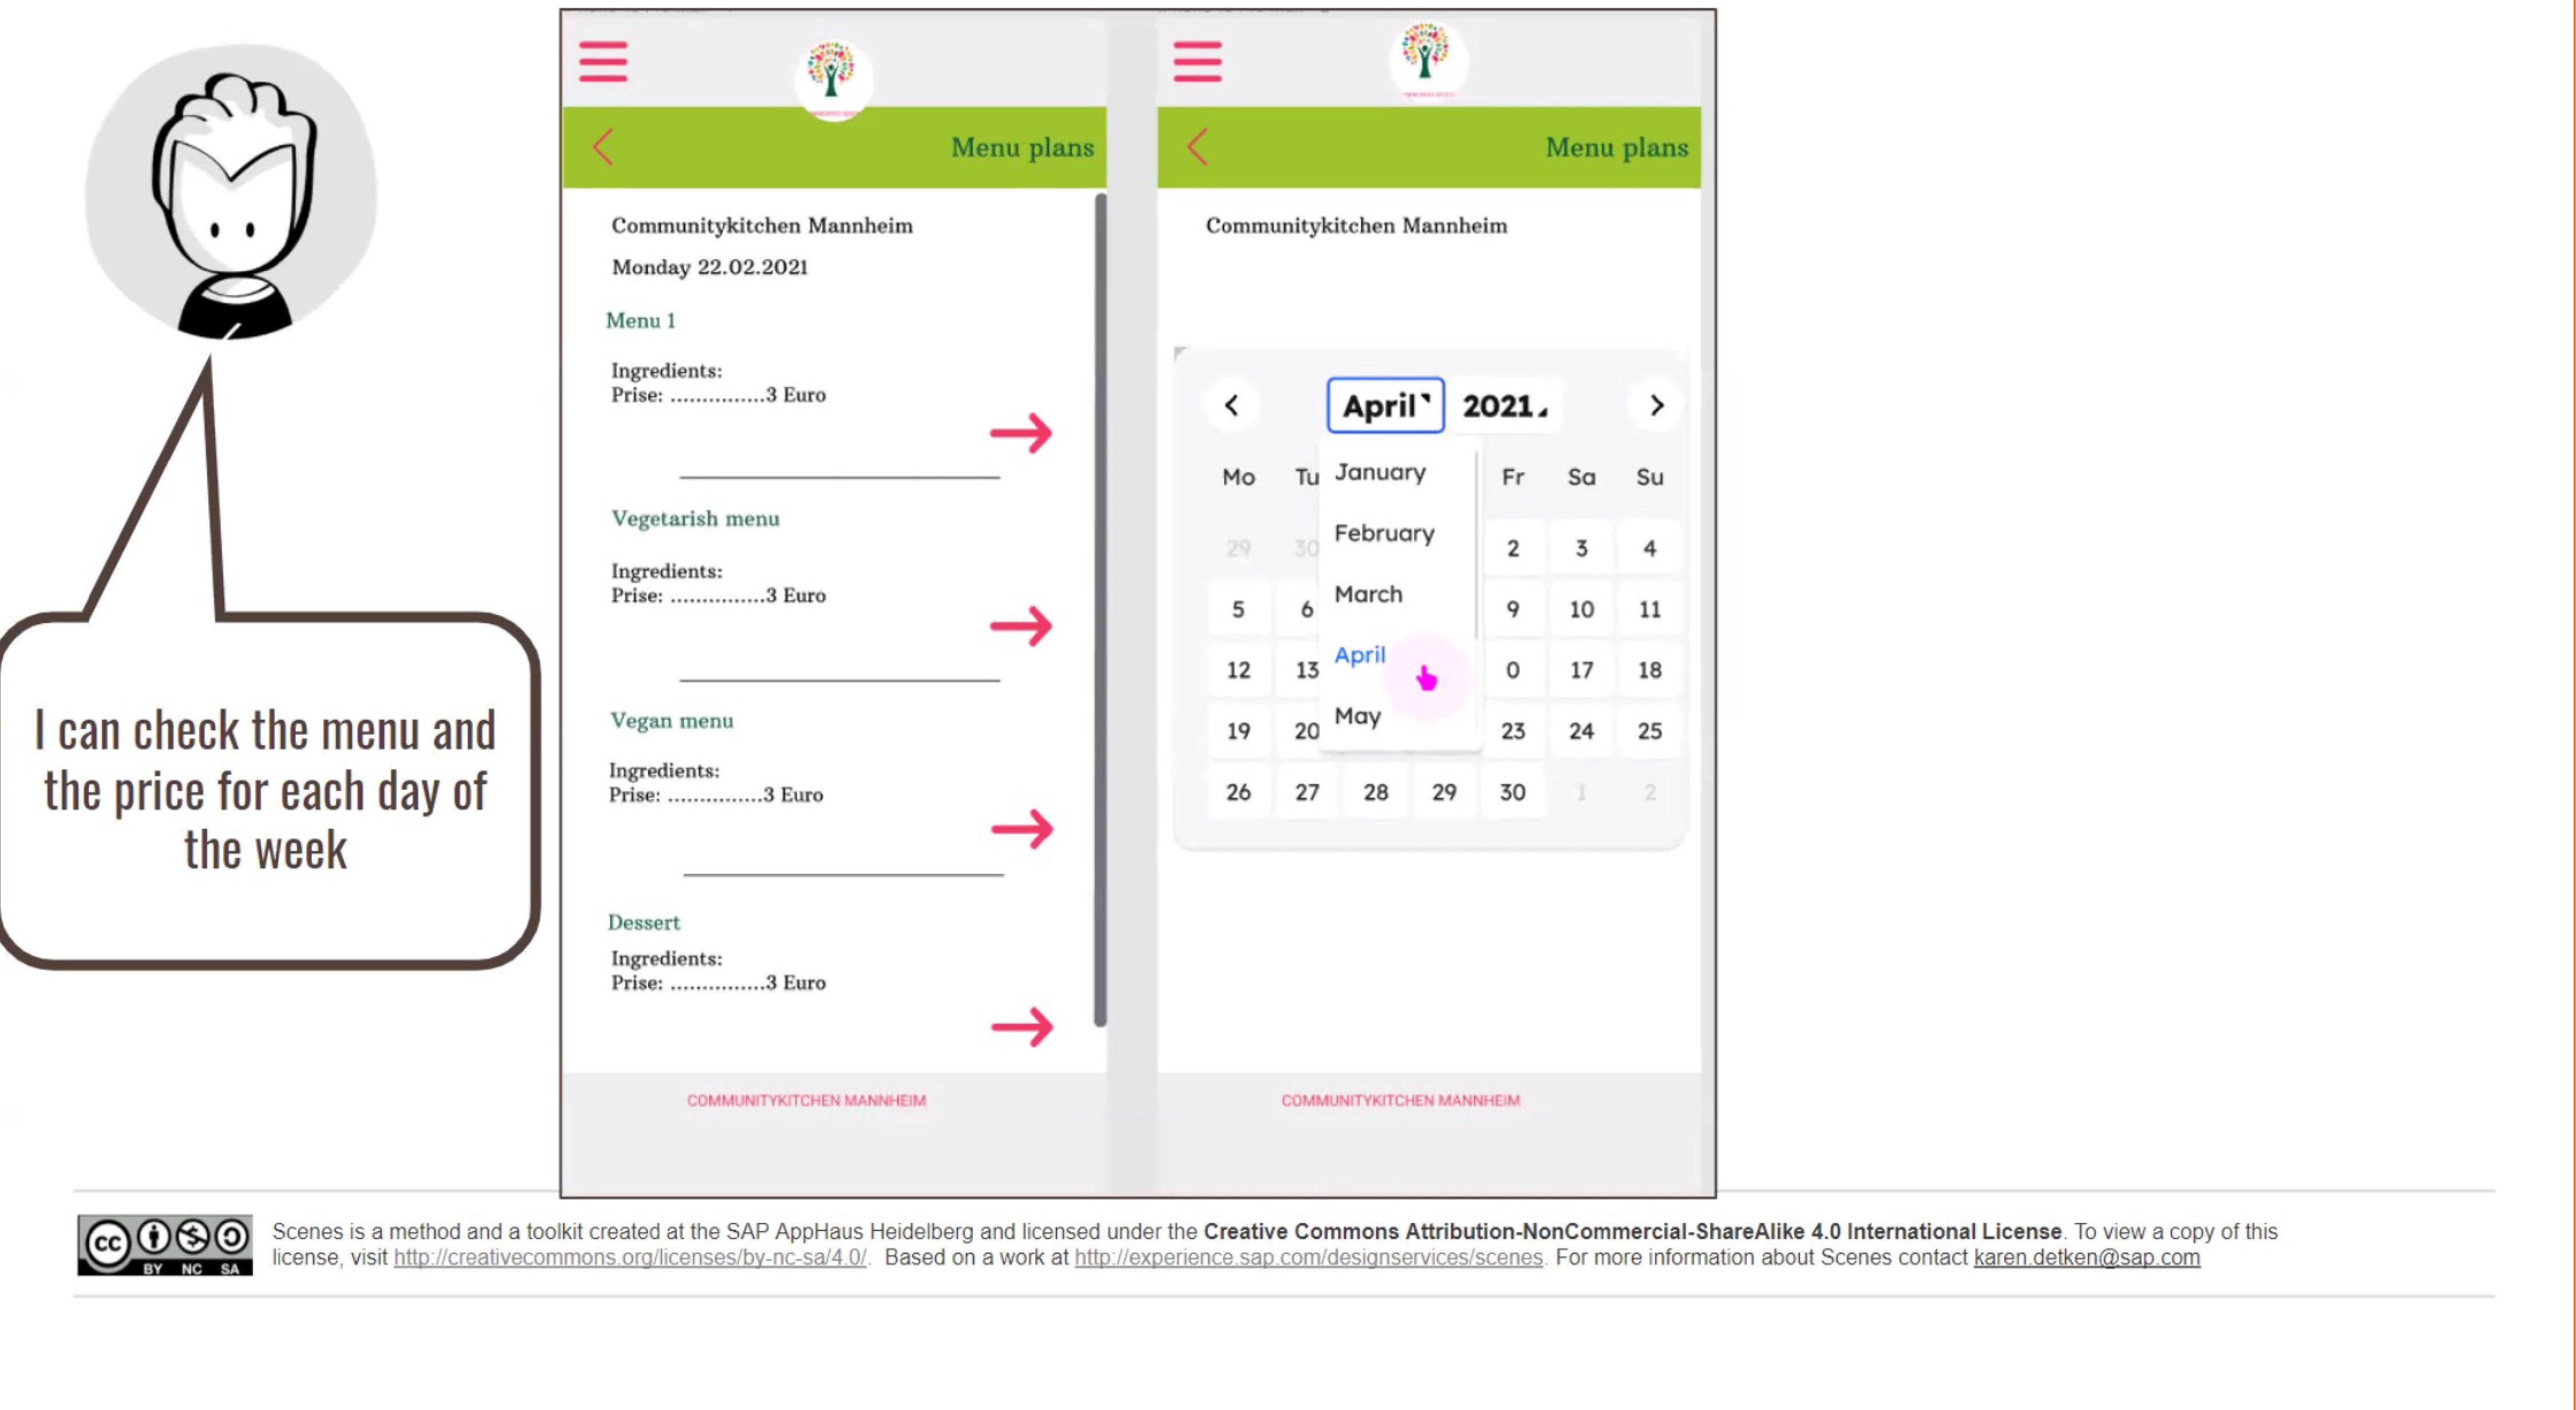 I can check the menu and
the price for each day of
the week
Menu plans
Communitykitchen Mannheim
Monday 22.02.2021
Menu 1
Ingredients:
Prise: ...............3 Euro
Vegetarish menu
Ingredients:
Prise: ...............3 Euro
Vegan menu
Ingredients:
Prise: ...............3 Euro
Dessert
Ingredients:
Prise: ...............3 Euro
COMMUNITYKITCHEN MANNHEIM
Menu plans
Communitykitchen Mannheim
April 2021
Mo Tu Fr Sa Su
January
February
March
April
May
29 30 2 3 4
5 6 9 10 11
12 13 0 17 18
19 20 23 24 25
26 27 28 29 30 1 2
COMMUNITYKITCHEN MANNHEIM
cc BY NC SA
Scenes is a method and a toolkit created at the SAP AppHaus Heidelberg and licensed under the Creative Commons Attribution-NonCommercial-ShareAlike 4.0 International License. To view a copy of this
license, visit http://creativecommons.org/licenses/by-nc-sa/4.0/. Based on a work at http://experience.sap.com/designservices/scenes. For more information about Scenes contact karen.detken@sap.com